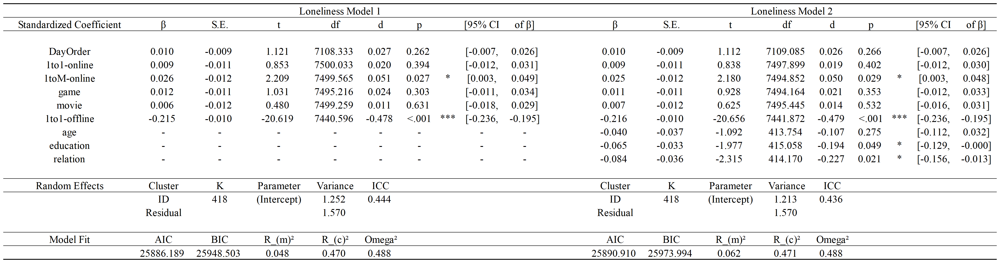 Loneliness Model 1 Loneliness Model 2
Standardized Coefficient β S.E. t df d p [95% CI of β] β S.E. t df d p [95% CI of β]
DayOrder 0.010 -0.009 1.121 7108.333 0.027 0.262 [-0.007, 0.026] 0.010 -0.009 1.112 7109.085 0.026 0.266 [-0.007, 0.026]
1to1-online 0.009 -0.011 0.853 7500.033 0.020 0.394 [-0.012, 0.031] 0.009 -0.011 0.838 7497.899 0.019 0.402 [-0.012, 0.030]
1toM-online 0.026 -0.012 2.209 7499.565 0.051 0.027 * [0.003, 0.049] 0.025 -0.012 2.180 7494.852 0.050 0.029 * [0.003, 0.048]
game 0.012 -0.011 1.031 7495.216 0.024 0.303 [-0.011, 0.034] 0.011 -0.011 0.928 7494.164 0.021 0.353 [-0.012, 0.033]
movie 0.006 -0.012 0.480 7499.259 0.011 0.631 [-0.018, 0.029] 0.007 -0.012 0.625 7495.445 0.014 0.532 [-0.016, 0.031]
1to1-offline -0.215 -0.010 -20.619 7440.596 -0.478 <.001 *** [-0.236, -0.195] -0.216 -0.010 -20.656 7441.872 -0.479 <.001 *** [-0.236, -0.195]
age - - - - - - - - -0.040 -0.037 -1.092 413.754 -0.107 0.275 [-0.112, 0.032]
education - - - - - - - - -0.065 -0.033 -1.977 415.058 -0.194 0.049 * [-0.129, -0.000]
relation - - - - - - - - -0.084 -0.036 -2.315 414.170 -0.227 0.021 * [-0.156, -0.013]
Random Effects Cluster K Parameter Variance ICC Cluster K Parameter Variance ICC
ID 418 (Intercept) 1.252 0.444 ID 418 (Intercept) 1.213 0.436
Residual 1.570 Residual 1.570
Model Fit AIC BIC R_(m)² R_(c)² Omega² AIC BIC R_(m)² R_(c)² Omega²
25886.189 25948.503 0.048 0.470 0.488 25890.910 25973.994 0.062 0.471 0.488